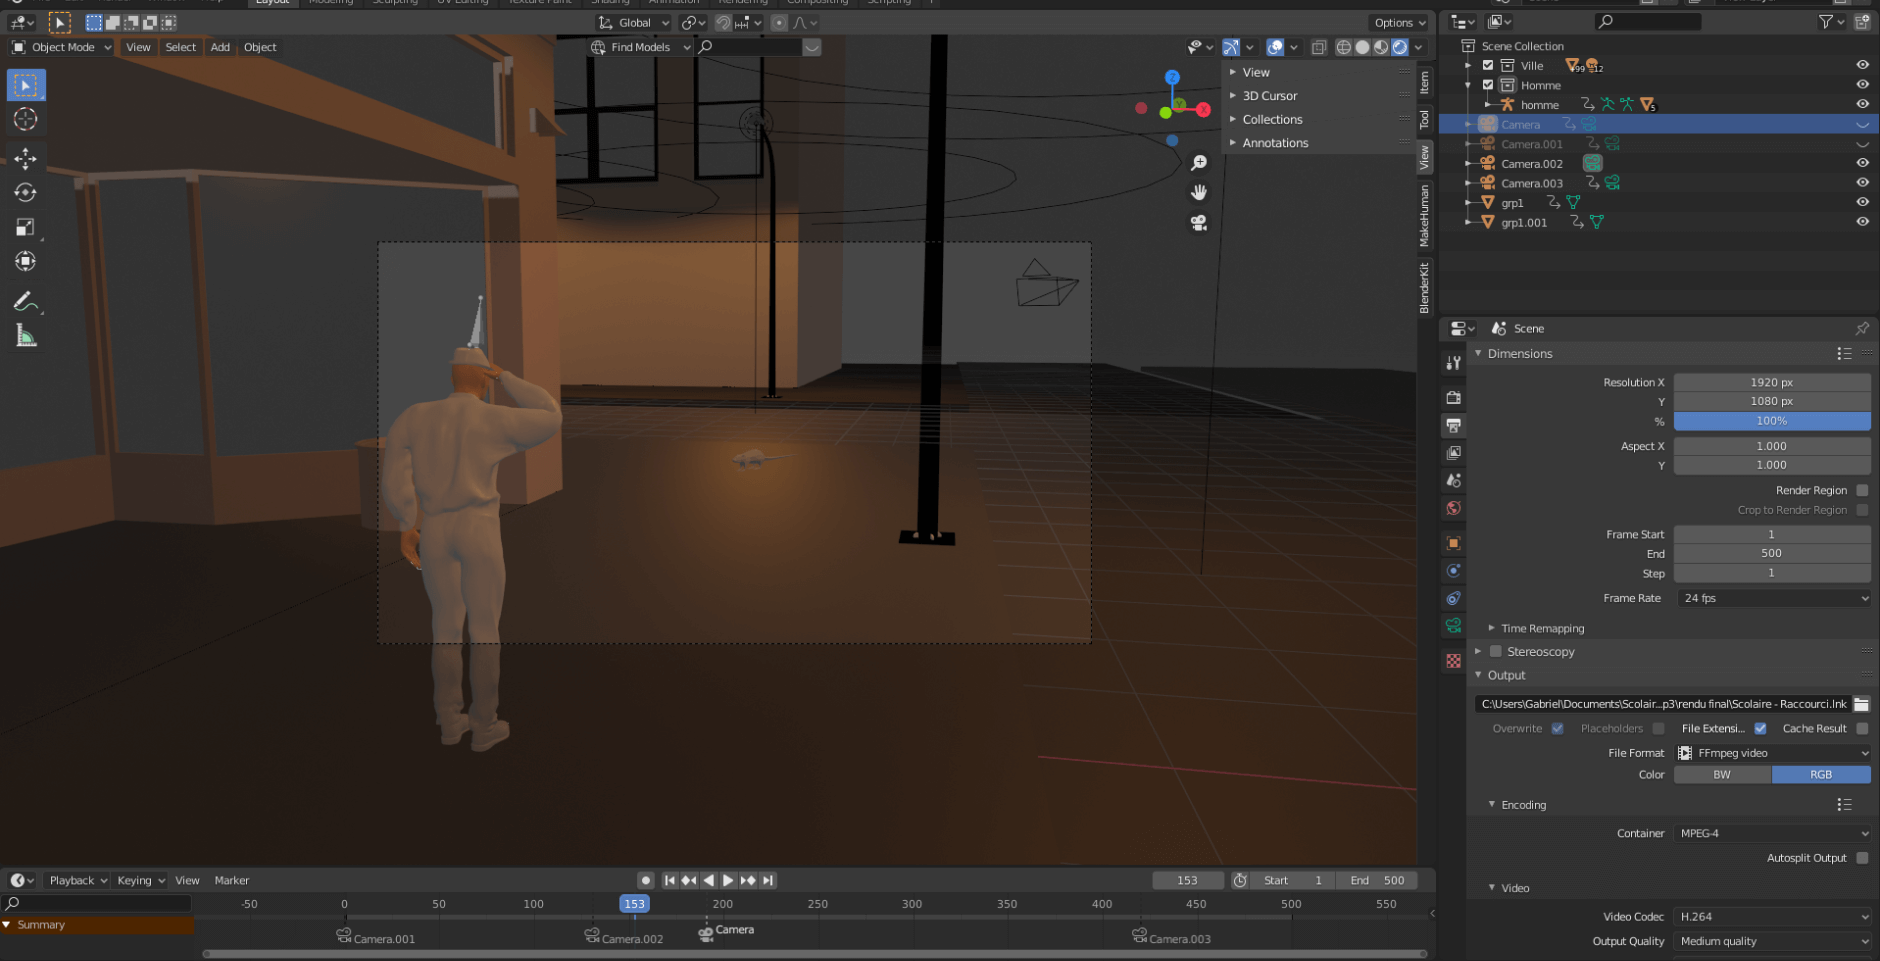 Layout Modeling Sculpting UV Editing Texture Paint Shading Animation Rendering Compositing Scripting +
Global
Options
Object Mode View Select Add Object
Find Models
View
3D Cursor
Collections
Annotations
Item
Tool
View
MakeHuman
BlenderKit
Z
Y
X
Scene Collection
Ville 99 12
Homme
homme 5
Camera
Camera.001
Camera.002
Camera.003
grp1
grp1.001
Scene
Dimensions
Resolution X 1920 px
Y 1080 px
% 100%
Aspect X 1.000
Y 1.000
Render Region
Crop to Render Region
Frame Start 1
End 500
Step 1
Frame Rate 24 fps
Time Remapping
Stereoscopy
Output
C:\Users\Gabriel\Documents\Scolair...p3\rendu final\Scolaire - Raccourci.lnk
Overwrite Placeholders File Extensi... Cache Result
File Format FFmpeg video
Color BW RGB
Encoding
Container MPEG-4
Autosplit Output
Video
Video Codec H.264
Output Quality Medium quality
Playback Keying View Marker
153 Start 1 End 500
-50 0 50 100 153 200 250 300 350 400 450 500 550
Summary
Camera.001 Camera.002 Camera Camera.003